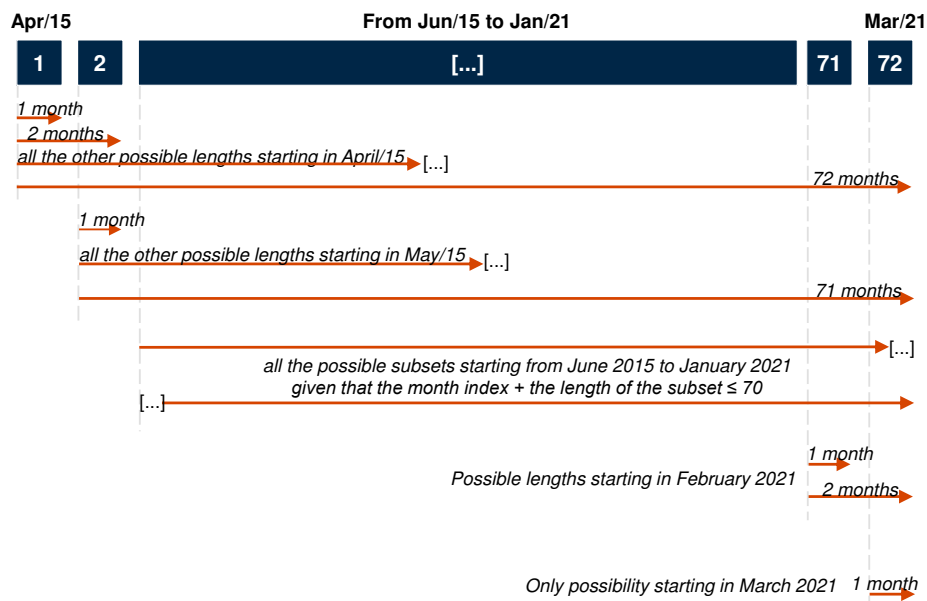 Apr/15 From Jun/15 to Jan/21 Mar/21
1 2 [...] 71 72
1 month
2 months
all the other possible lengths starting in April/15 [...]
72 months
1 month
all the other possible lengths starting in May/15 [...]
71 months
[...]
all the possible subsets starting from June 2015 to January 2021
given that the month index + the length of the subset ≤ 70
[...]
1 month
Possible lengths starting in February 2021
2 months
Only possibility starting in March 2021 1 month